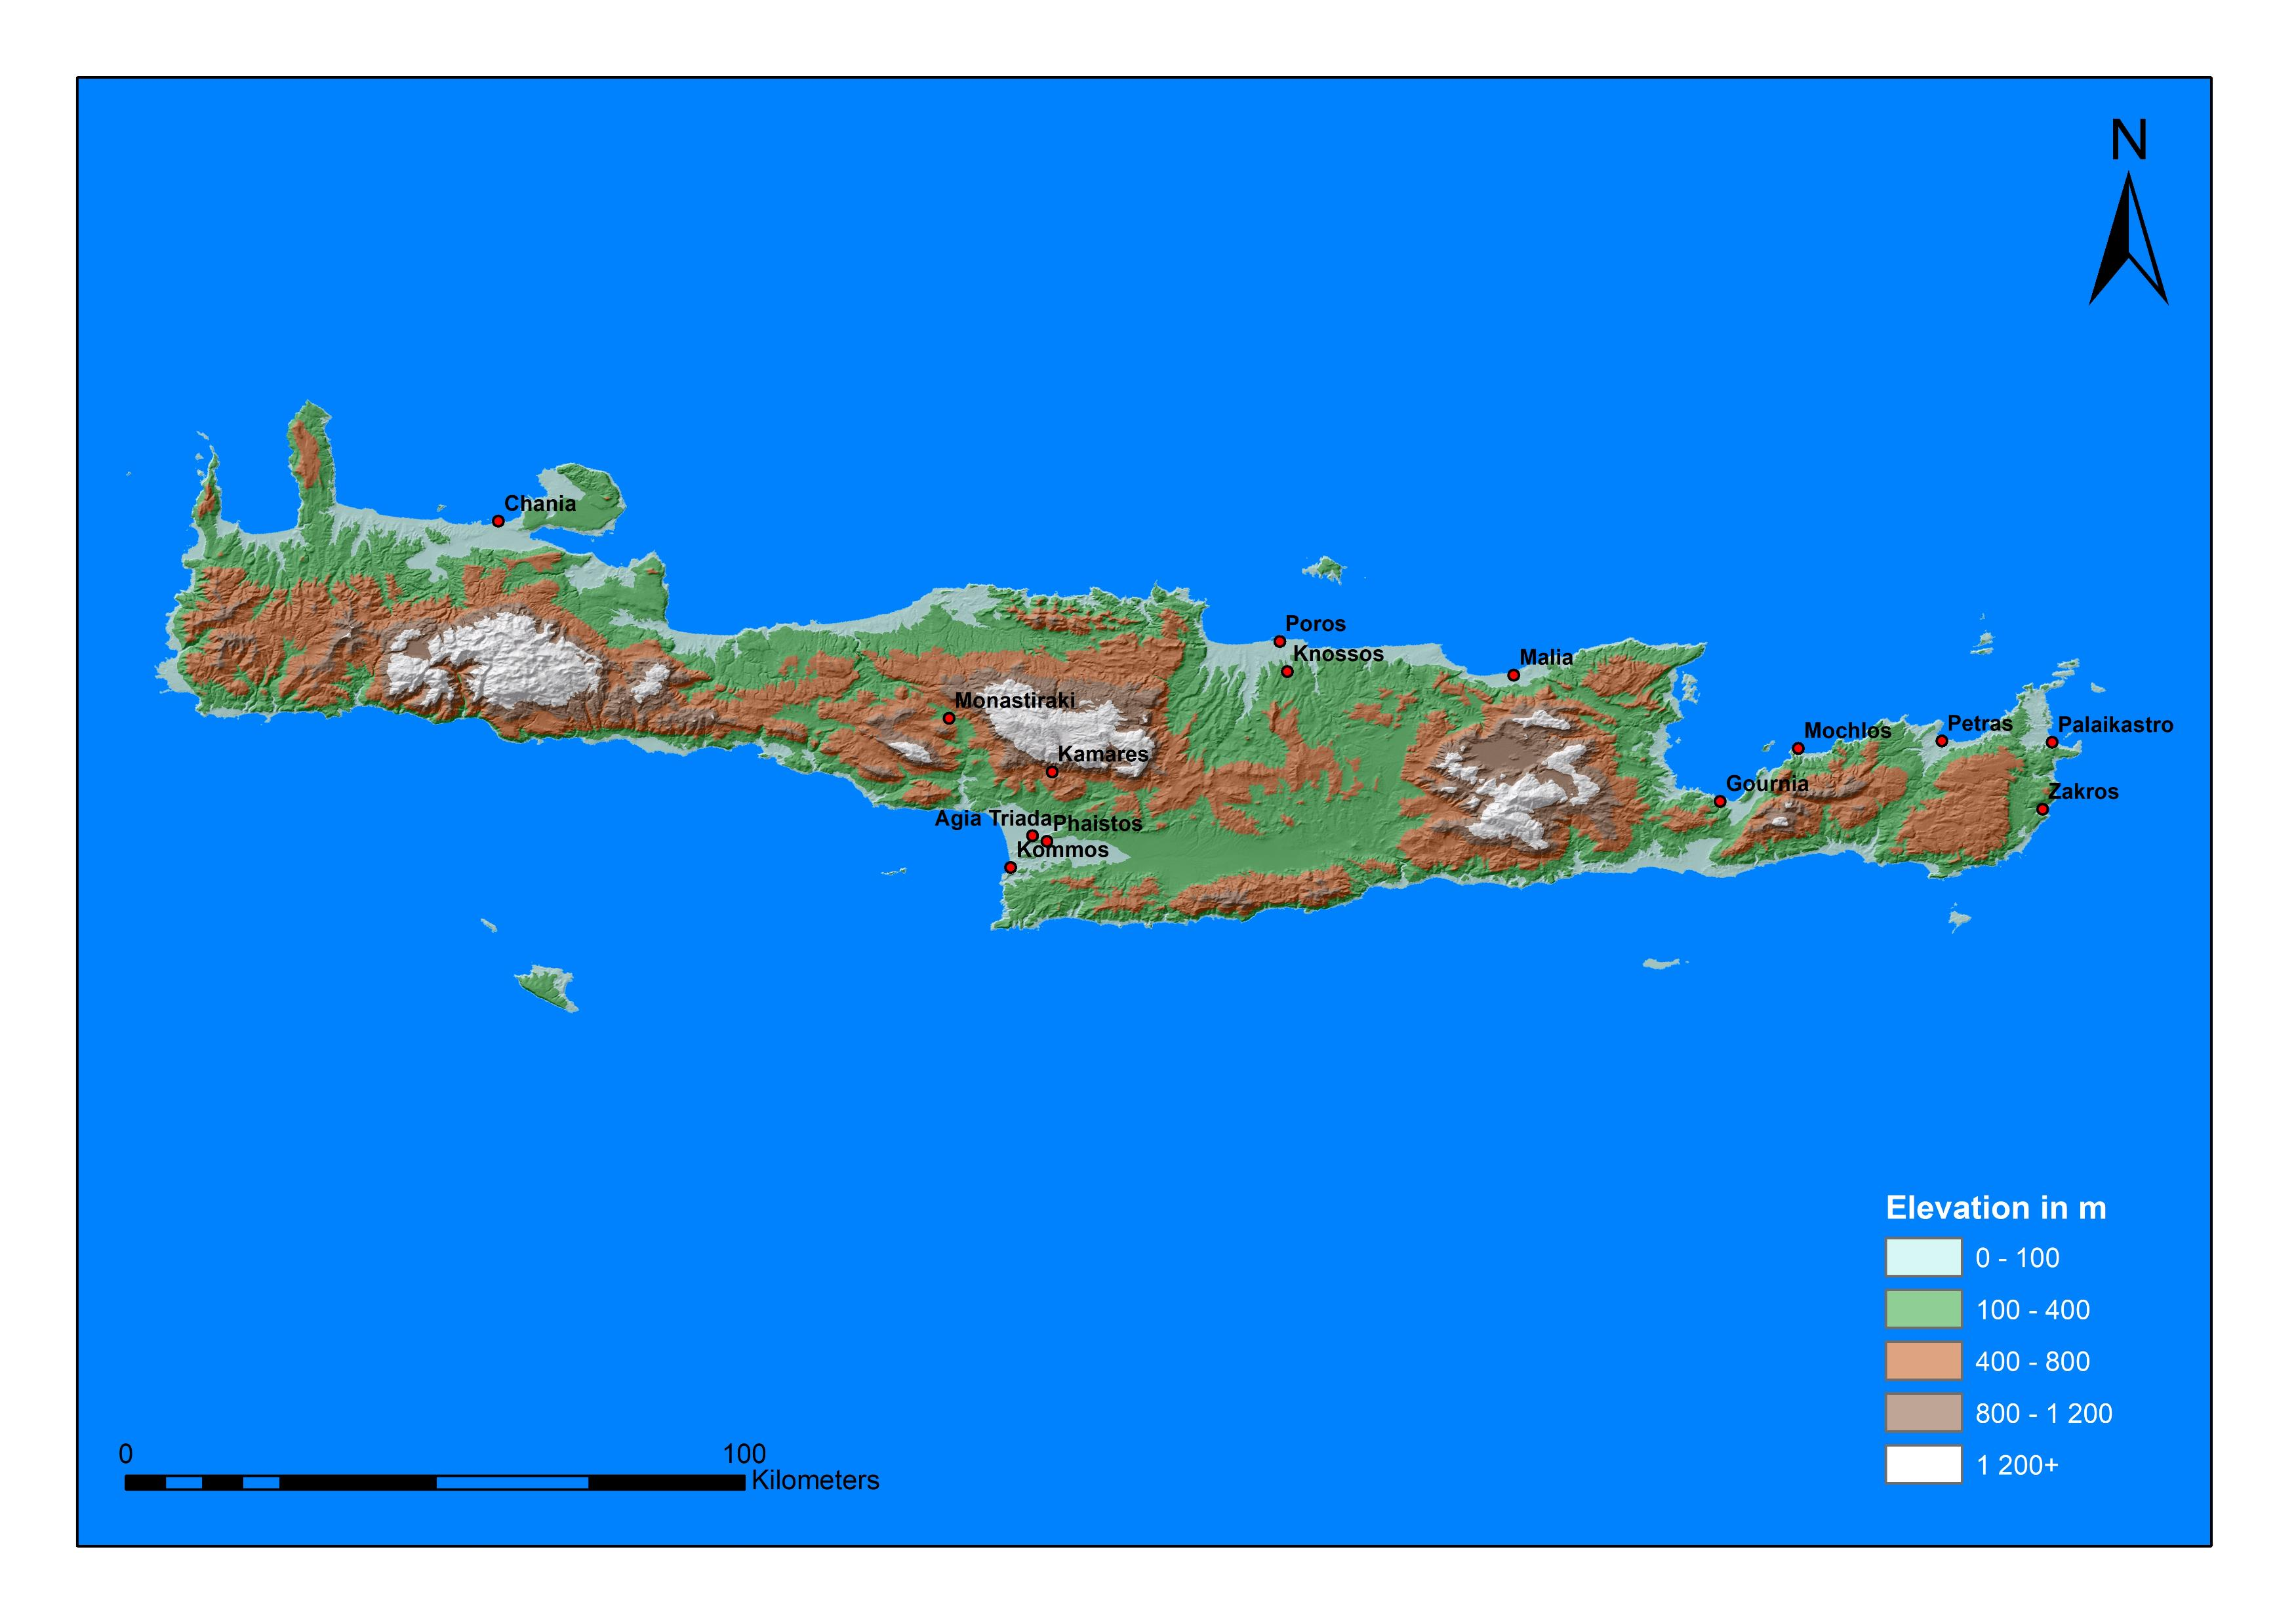 N
Chania
Poros
Knossos
Malia
Monastiraki
Mochlos
Petras
Palaikastro
Kamares
Gournia
Zakros
Agia Triada
Phaistos
Kommos
Elevation in m
0 - 100
100 - 400
400 - 800
800 - 1 200
1 200+
0
100
Kilometers